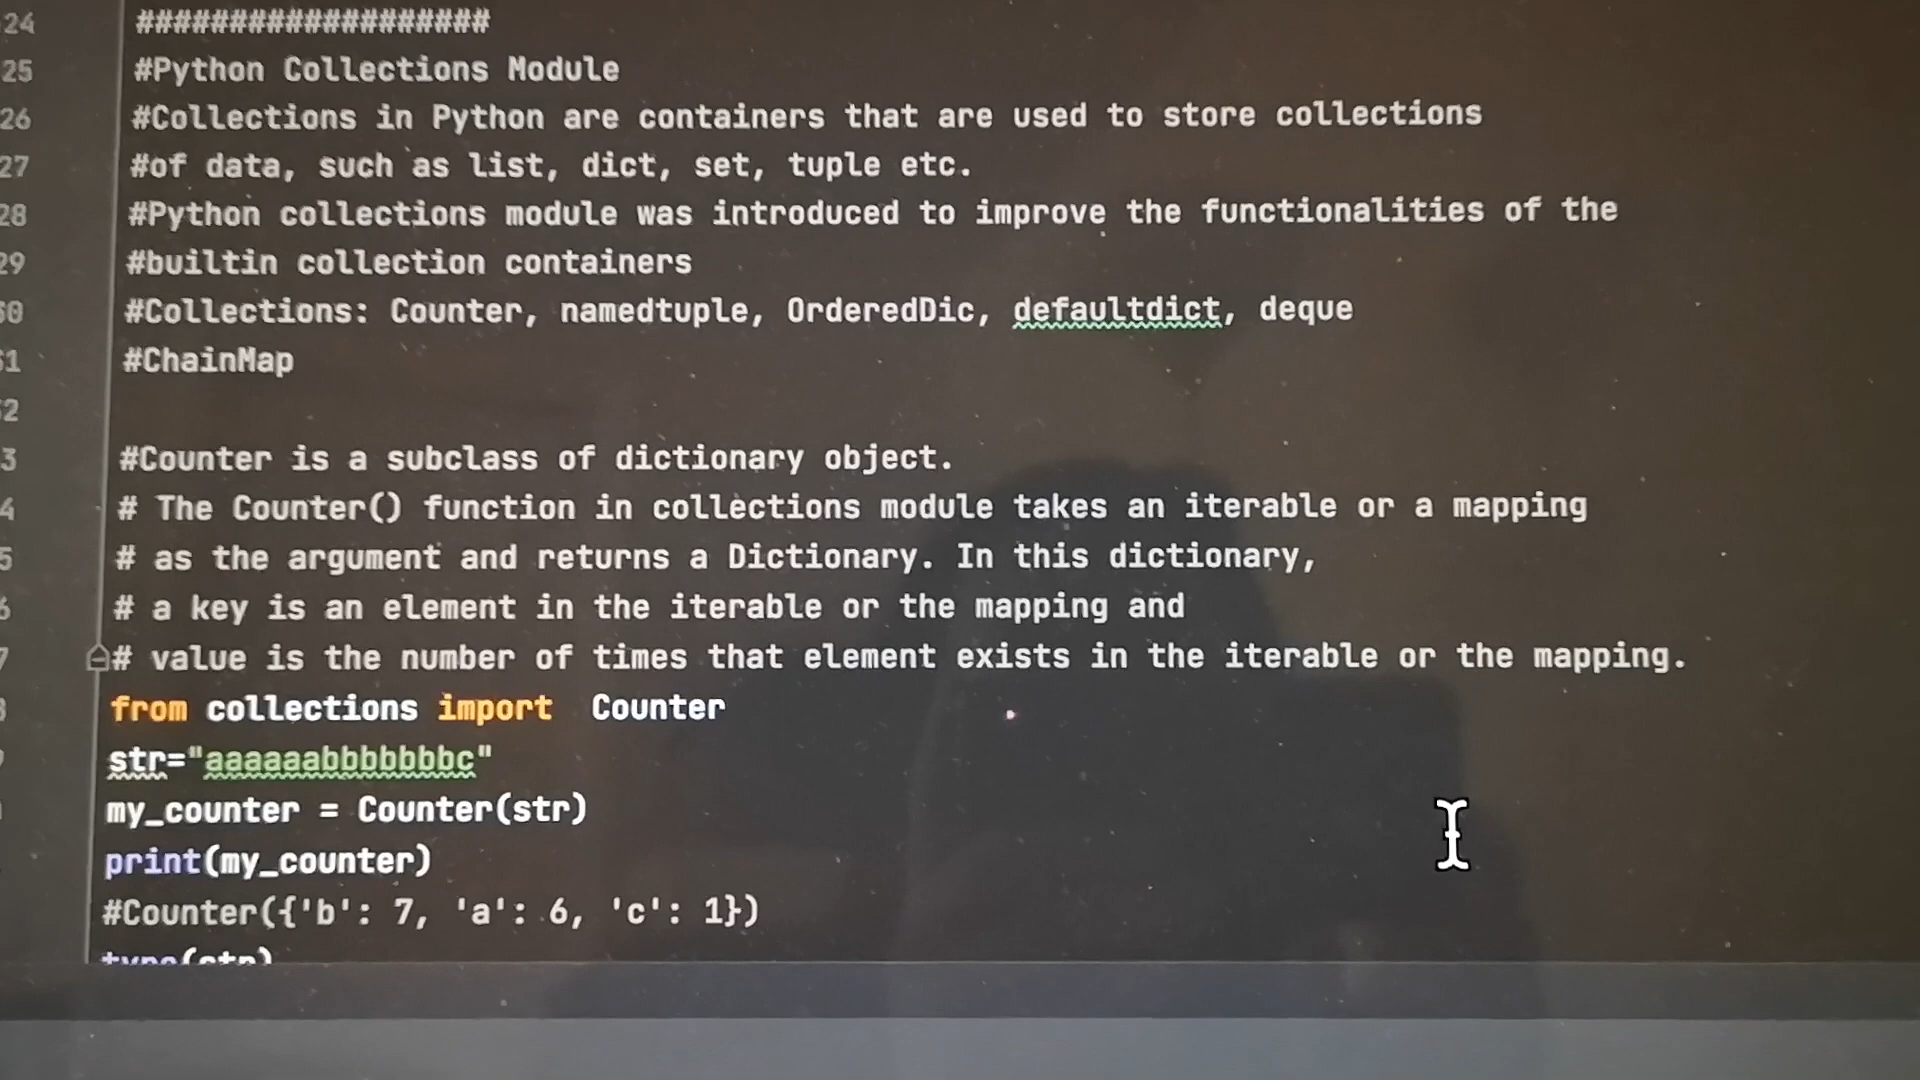 24 ###################
25 #Python Collections Module
26 #Collections in Python are containers that are used to store collections
27 #of data, such as list, dict, set, tuple etc.
28 #Python collections module was introduced to improve the functionalities of the
29 #builtin collection containers
30 #Collections: Counter, namedtuple, OrderedDic, defaultdict, deque
31 #ChainMap
32
3 #Counter is a subclass of dictionary object.
4 # The Counter() function in collections module takes an iterable or a mapping
5 # as the argument and returns a Dictionary. In this dictionary,
6 # a key is an element in the iterable or the mapping and
7 # value is the number of times that element exists in the iterable or the mapping.
from collections import  Counter
str="aaaaaabbbbbbbc"
my_counter = Counter(str)
print(my_counter)
#Counter({'b': 7, 'a': 6, 'c': 1})
type(str)